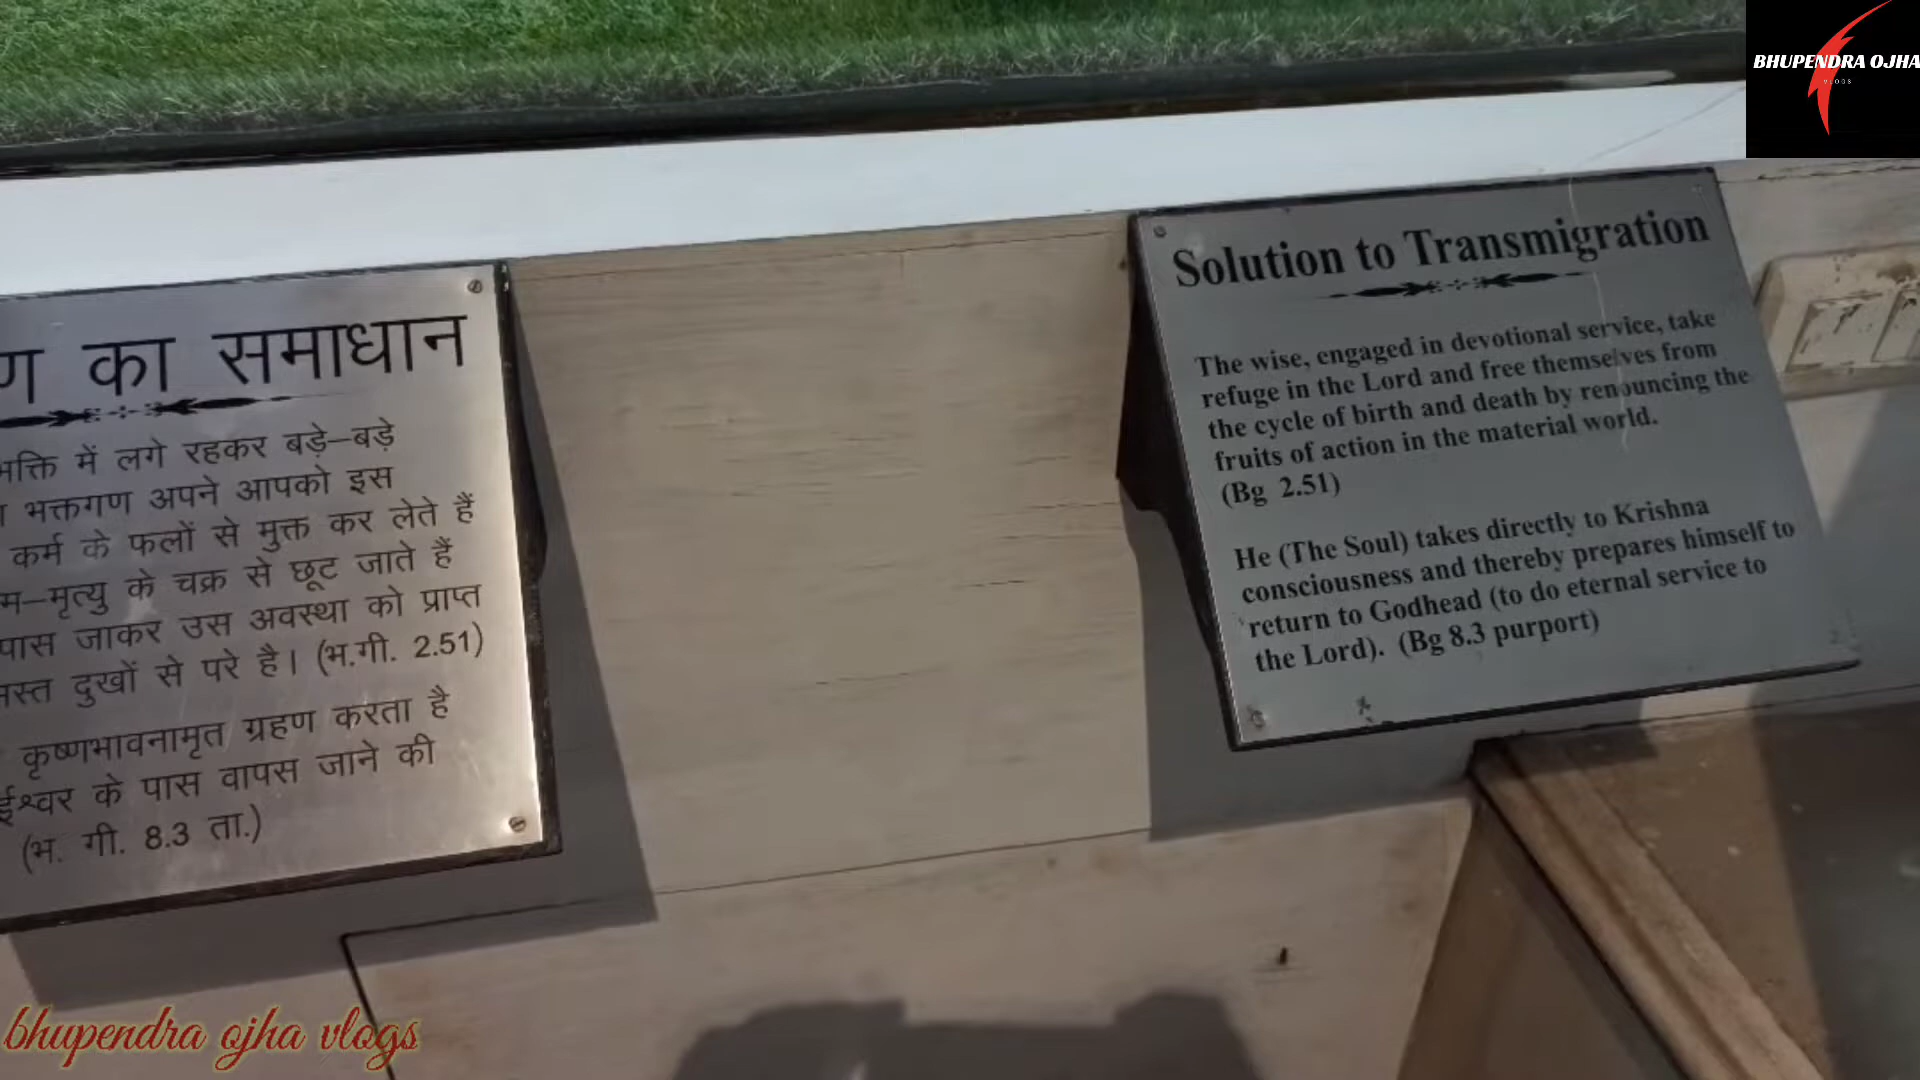 BHUPENDRA OJHA
VLOGS
का समाधान
भक्ति में लगे रहकर बड़े–बड़े
भक्तगण अपने आपको इस
कर्म के फलों से मुक्त कर लेते हैं
मृत्यु के चक्र से छूट जाते हैं
पास जाकर उस अवस्था को प्राप्त
दुखों से परे है। (भ.गी. 2.51)
कृष्णभावनामृत ग्रहण करता है
ईश्वर के पास वापस जाने की
(भ. गी. 8.3 ता.)
Solution to Transmigration
The wise, engaged in devotional service, take
refuge in the Lord and free themselves from
the cycle of birth and death by renouncing the
fruits of action in the material world.
(Bg 2.51)
He (The Soul) takes directly to Krishna
consciousness and thereby prepares himself to
return to Godhead (to do eternal service to
the Lord). (Bg 8.3 purport)
bhupendra ojha vlogs